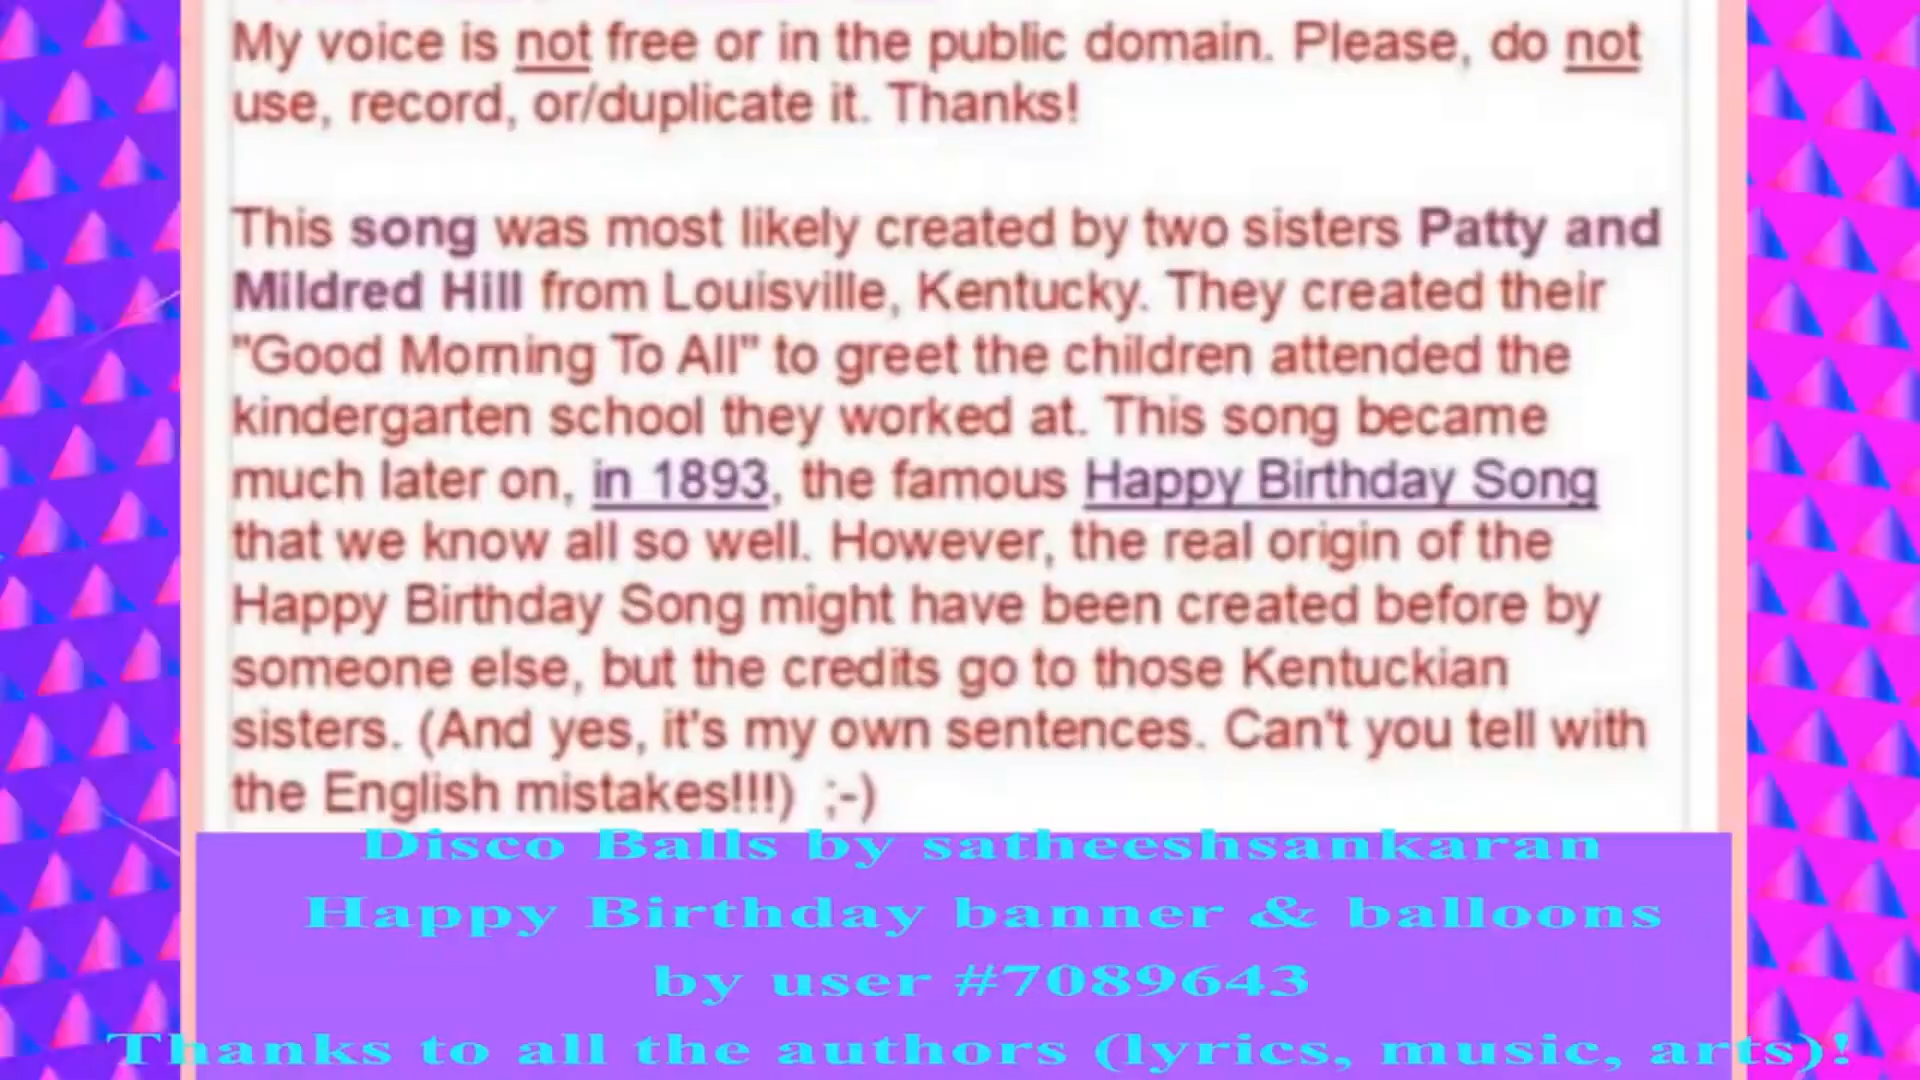 My voice is not free or in the public domain. Please, do not
use, record, or/duplicate it. Thanks!
This song was most likely created by two sisters Patty and
Mildred Hill from Louisville, Kentucky. They created their
"Good Morning To All" to greet the children attended the
kindergarten school they worked at. This song became
much later on, in 1893, the famous Happy Birthday Song
that we know all so well. However, the real origin of the
Happy Birthday Song might have been created before by
someone else, but the credits go to those Kentuckian
sisters. (And yes, it's my own sentences. Can't you tell with
the English mistakes!!!) ;-)
Disco Balls by satheeshsankaran
Happy Birthday banner & balloons
by user #7089643
Thanks to all the authors (lyrics, music, arts)!